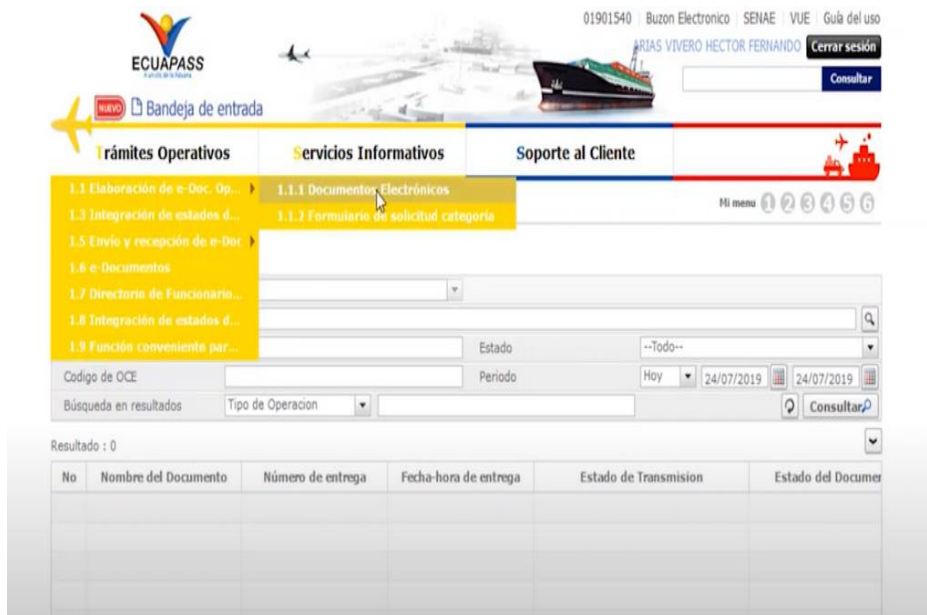 01901540 Buzon Electronico SENAE VUE Guía del uso
ARIAS VIVERO HECTOR FERNANDO Cerrar sesión
ECUAPASS
Consultar
NUEVO Bandeja de entrada
Trámites Operativos Servicios Informativos Soporte al Cliente
1.1 Elaboración de e-Doc. Op... 1.1.1 Documentos Electrónicos
Mi menu 1 2 3 4 5 6
1.3 Integración de estados d... 1.1.2 Formulario de solicitud categoría
1.5 Envío y recepción de e-Doc
1.6 e-Documentos
1.7 Directorio de Funcionario...
1.8 Integración de estados d...
1.9 Función conveniente par... Estado --Todo--
Codigo de OCE Periodo Hoy 24/07/2019 24/07/2019
Búsqueda en resultados Tipo de Operacion Consultar
Resultado : 0
No Nombre del Documento Número de entrega Fecha-hora de entrega Estado de Transmision Estado del Documen